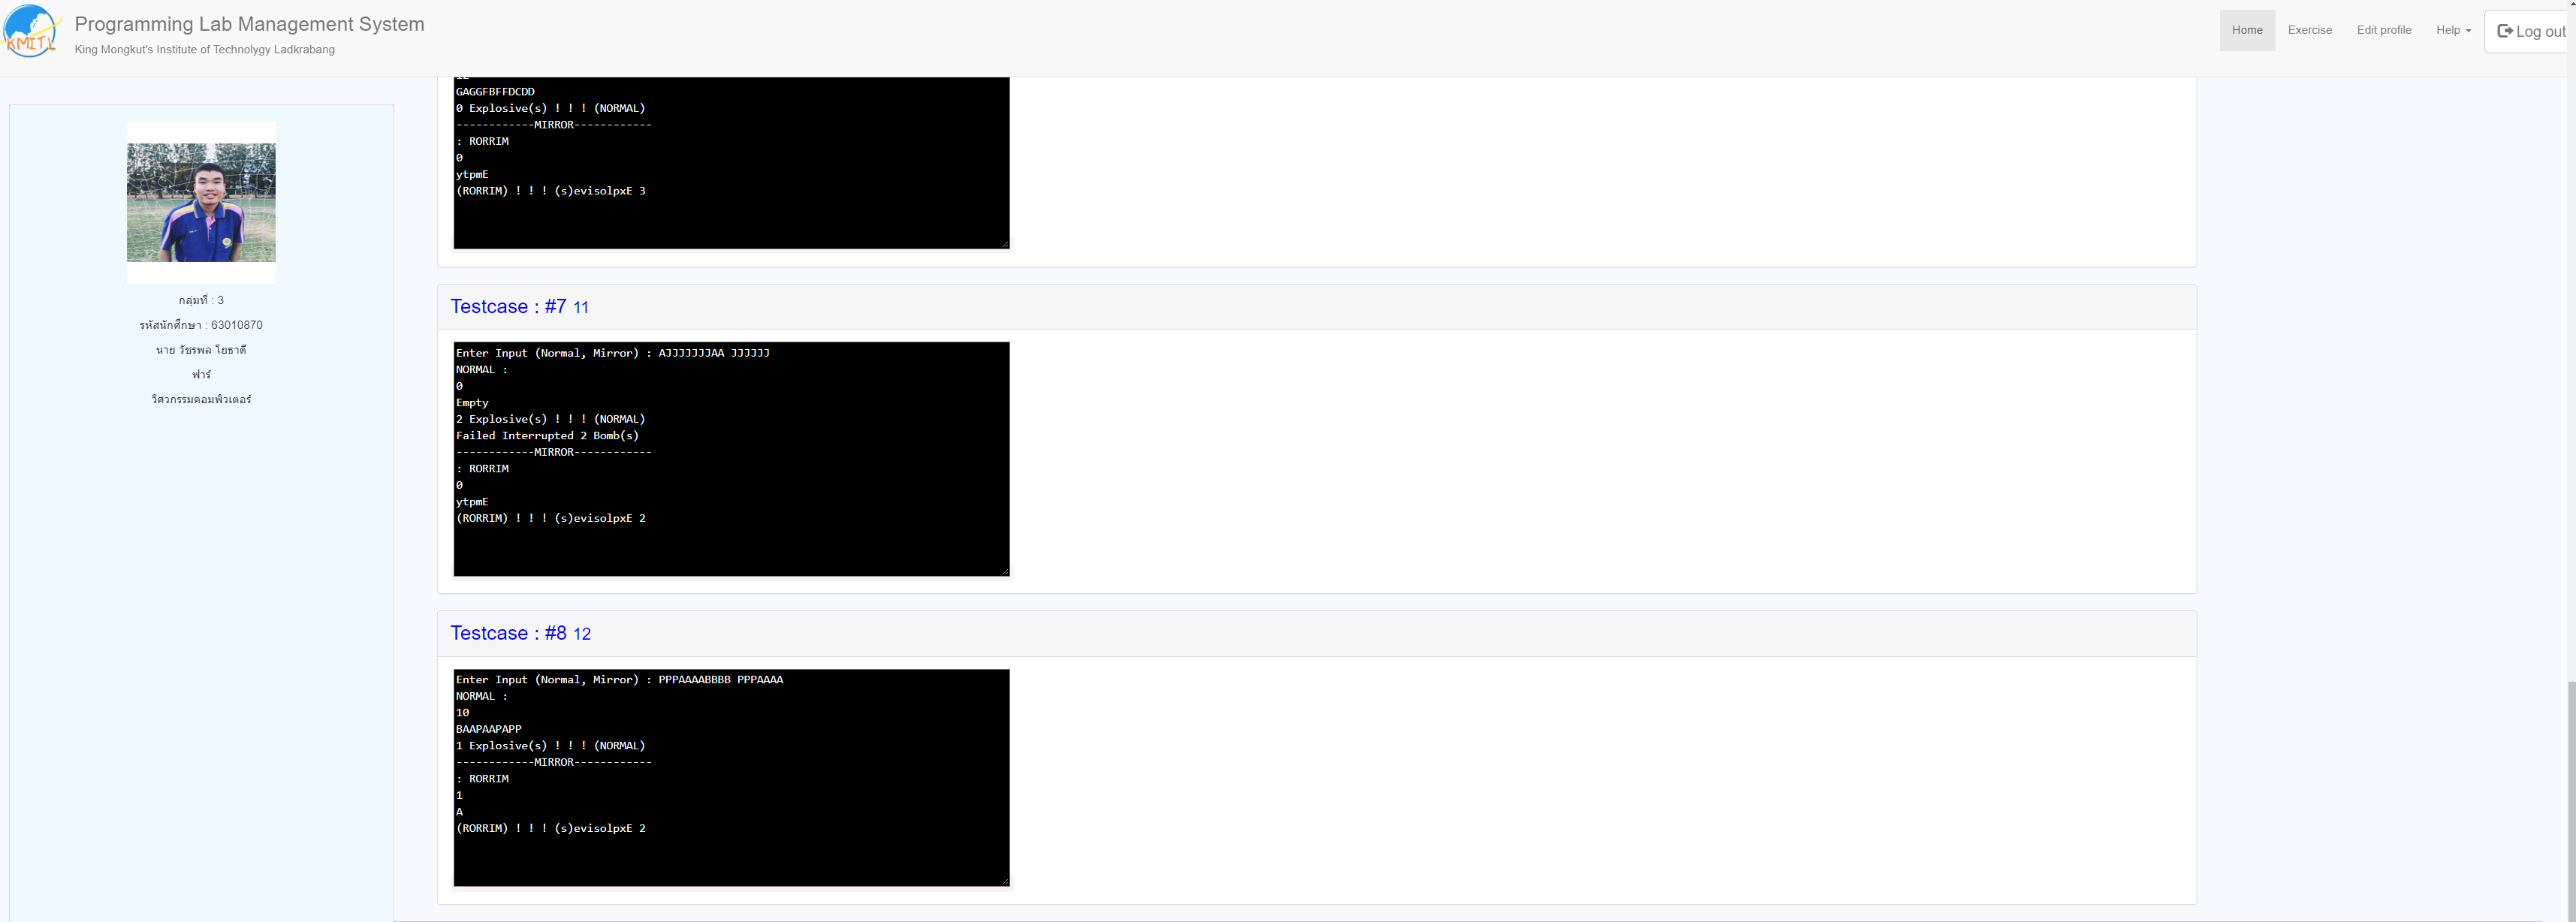 KMITL
Programming Lab Management System
King Mongkut's Institute of Technolygy Ladkrabang
Home Exercise Edit profile Help Log out
กลุ่มที่ : 3
รหัสนักศึกษา : 63010870
นาย วัชรพล โยธาดี
ฟาร์
วิศวกรรมคอมพิวเตอร์
12
GAGGFBFFDCDD
0 Explosive(s) ! ! ! (NORMAL)
------------MIRROR------------
: RORRIM
0
ytpmE
(RORRIM) ! ! ! (s)evisolpxE 3
Testcase : #7 11
Enter Input (Normal, Mirror) : AJJJJJJJAA JJJJJJ
NORMAL :
0
Empty
2 Explosive(s) ! ! ! (NORMAL)
Failed Interrupted 2 Bomb(s)
------------MIRROR------------
: RORRIM
0
ytpmE
(RORRIM) ! ! ! (s)evisolpxE 2
Testcase : #8 12
Enter Input (Normal, Mirror) : PPPAAAABBBB PPPAAAA
NORMAL :
10
BAAPAAPAPP
1 Explosive(s) ! ! ! (NORMAL)
------------MIRROR------------
: RORRIM
1
A
(RORRIM) ! ! ! (s)evisolpxE 2